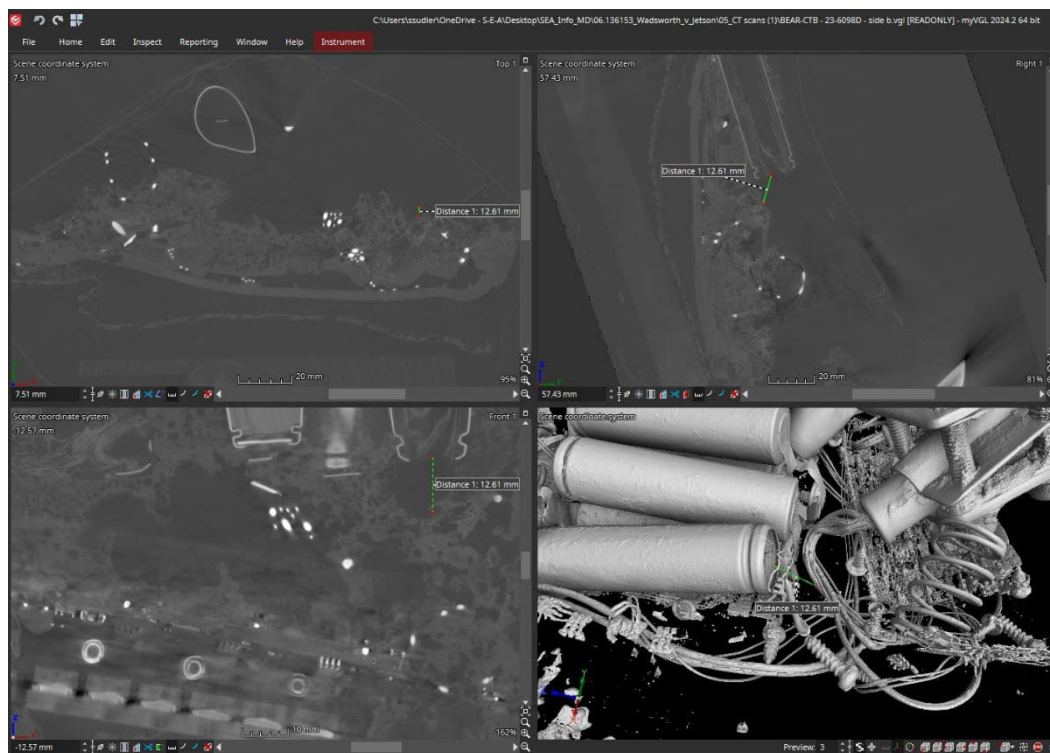 C:\Users\ssudler\OneDrive - S-E-A\Desktop\SEA_Info_MD\06.136153_Wadsworth_v_Jetson\05_CT scans (1)\BEAR-CTB - 23-6098D - side b.vgl [READONLY] - myVGL 2024.2 64 bit
File Home Edit Inspect Reporting Window Help Instrument
Scene coordinate system Top 1
7.51 mm
Distance 1: 12.61 mm
20 mm
95%
7.51 mm
Scene coordinate system Right 1
57.43 mm
Distance 1: 12.61 mm
20 mm
81%
57.43 mm
Scene coordinate system Front 1
-12.57 mm
Distance 1: 12.61 mm
10 mm
162%
-12.57 mm
Scene coordinate system
Distance 1: 12.61 mm
Preview: 3